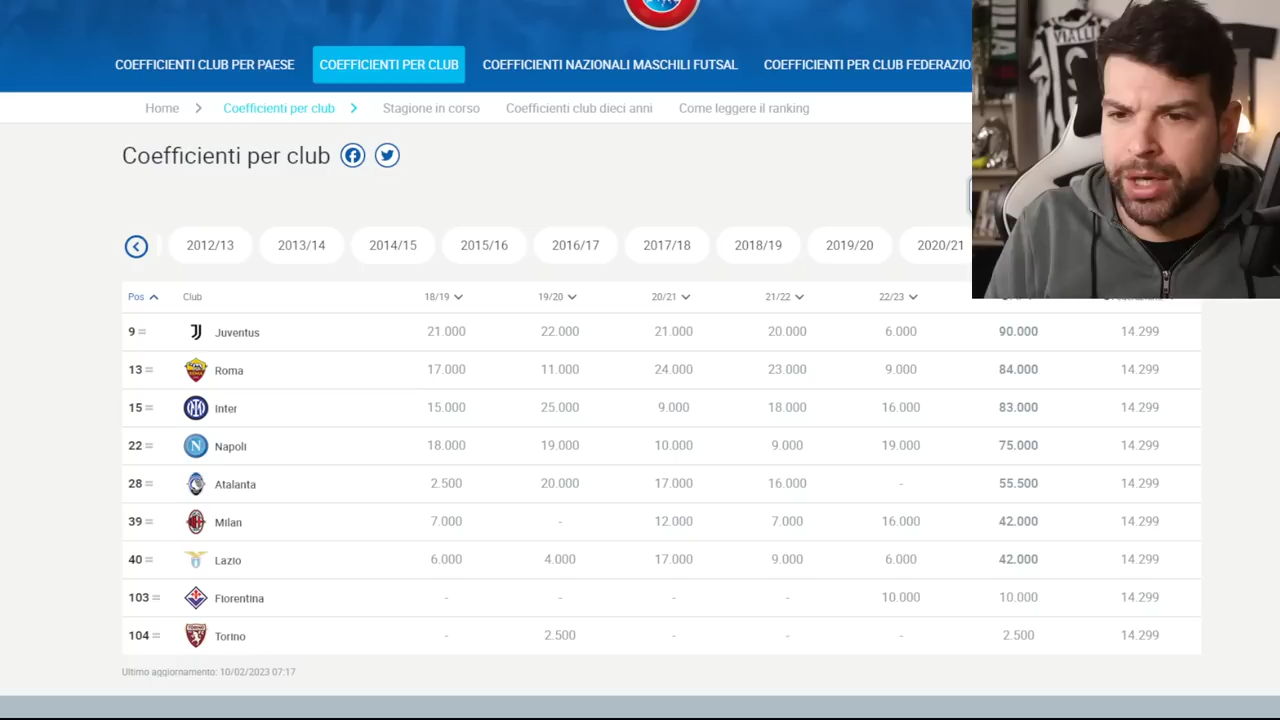 COEFFICIENTI CLUB PER PAESE COEFFICIENTI PER CLUB COEFFICIENTI NAZIONALI MASCHILI FUTSAL COEFFICIENTI PER CLUB FEDERAZIO
VIALLI
Home Coefficienti per club Stagione in corso Coefficienti club dieci anni Come leggere il ranking
Coefficienti per club
2012/13 2013/14 2014/15 2015/16 2016/17 2017/18 2018/19 2019/20 2020/21
Pos Club 18/19 19/20 20/21 21/22 22/23
9 = Juventus 21.000 22.000 21.000 20.000 6.000 90.000 14.299
13 = Roma 17.000 11.000 24.000 23.000 9.000 84.000 14.299
15 = Inter 15.000 25.000 9.000 18.000 16.000 83.000 14.299
22 = Napoli 18.000 19.000 10.000 9.000 19.000 75.000 14.299
28 = Atalanta 2.500 20.000 17.000 16.000 - 55.500 14.299
39 = Milan 7.000 - 12.000 7.000 16.000 42.000 14.299
40 = Lazio 6.000 4.000 17.000 9.000 6.000 42.000 14.299
103 = Fiorentina - - - - 10.000 10.000 14.299
104 = Torino - 2.500 - - - 2.500 14.299
Ultimo aggiornamento: 10/02/2023 07:17